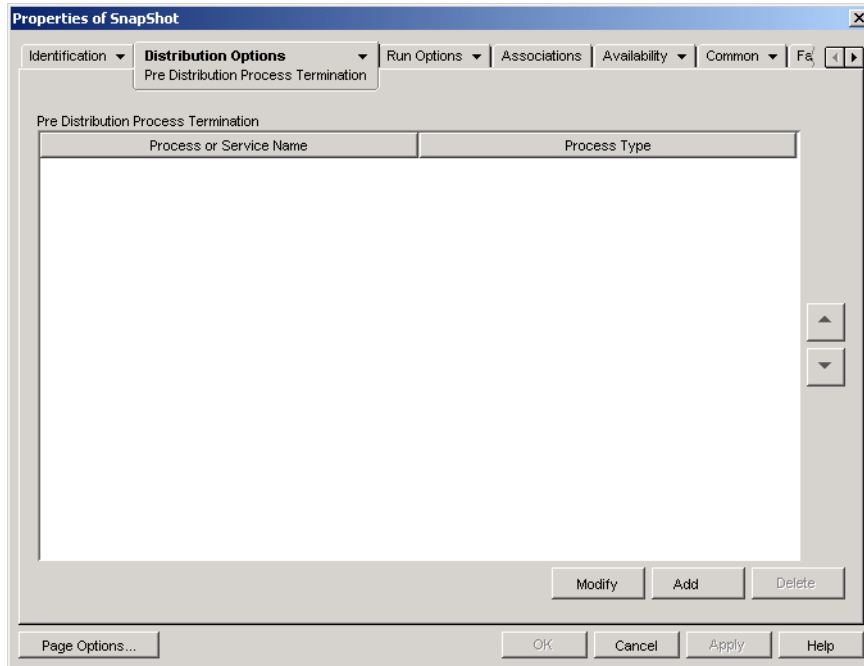 Properties of SnapShot
Identification
Distribution Options
Pre Distribution Process Termination
Run Options
Associations
Availability
Common
Fa
Pre Distribution Process Termination
Process or Service Name
Process Type
Modify
Add
Delete
Page Options...
OK
Cancel
Apply
Help